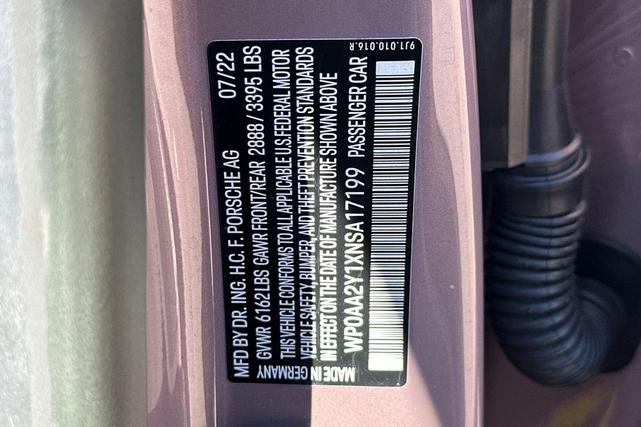 MFD BY DR. ING. H.C. F. PORSCHE AG 07/22
GVWR 6162 LBS GAWR FRONT/REAR 2888 / 3395 LBS
THIS VEHICLE CONFORMS TO ALL APPLICABLE U.S. FEDERAL MOTOR
VEHICLE SAFETY, BUMPER, AND THEFT PREVENTION STANDARDS
IN EFFECT ON THE DATE OF MANUFACTURE SHOWN ABOVE
WP0AA2Y1XNSA17199 PASSENGER CAR
MADE IN GERMANY
9J1.010.016.R